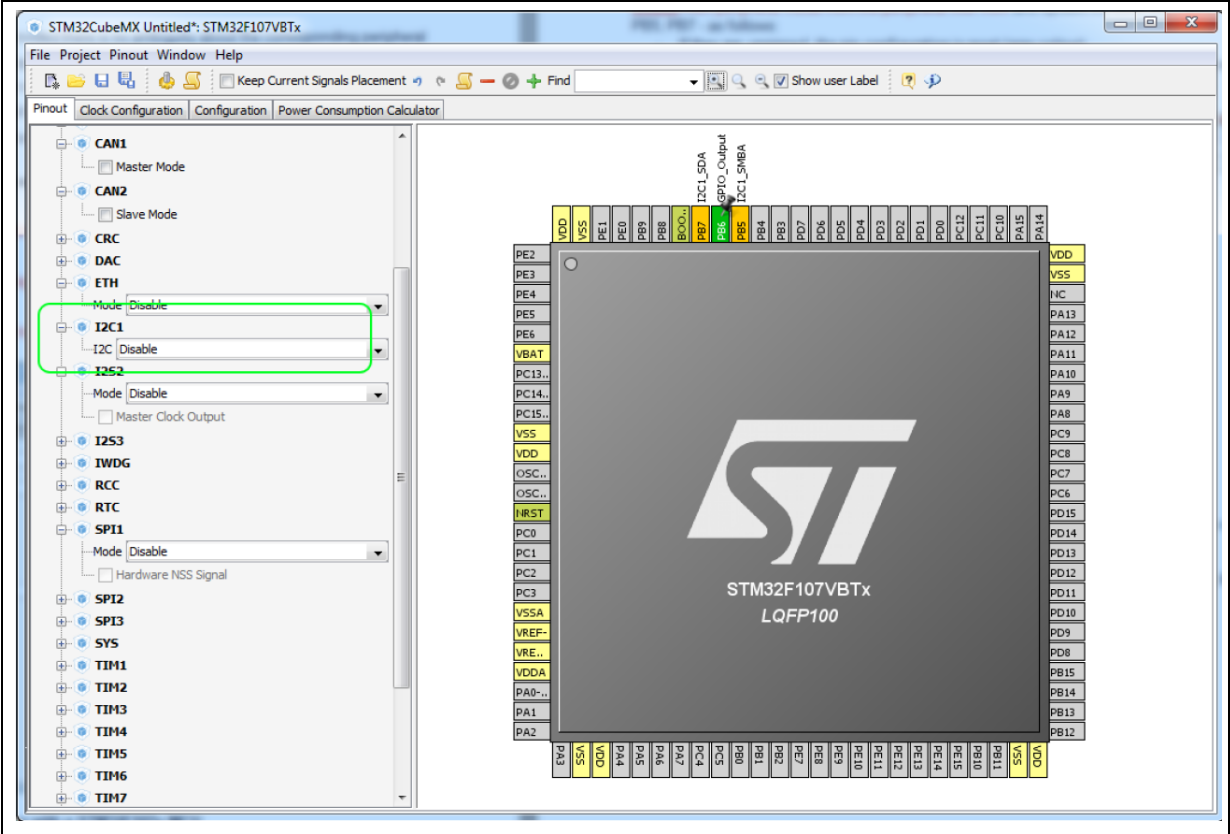 STM32CubeMX Untitled*: STM32F107VBTx
File Project Pinout Window Help
Keep Current Signals Placement Find Show user Label
Pinout Clock Configuration Configuration Power Consumption Calculator
CAN1
Master Mode
CAN2
Slave Mode
CRC
DAC
ETH
Mode Disable
I2C1
I2C Disable
I2S2
Mode Disable
Master Clock Output
I2S3
IWDG
RCC
RTC
SPI1
Mode Disable
Hardware NSS Signal
SPI2
SPI3
SYS
TIM1
TIM2
TIM3
TIM4
TIM5
TIM6
TIM7
I2C1_SDA
GPIO_Output
I2C1_SMBA
VDD
VSS
PE1
PE0
PB9
PB8
BOO..
PB7
PB6
PB5
PB4
PB3
PD7
PD6
PD5
PD4
PD3
PD2
PD1
PD0
PC12
PC11
PC10
PA15
PA14
PE2
PE3
PE4
PE5
PE6
VBAT
PC13..
PC14..
PC15..
VSS
VDD
OSC..
OSC..
NRST
PC0
PC1
PC2
PC3
VSSA
VREF-
VRE..
VDDA
PA0-..
PA1
PA2
ST
STM32F107VBTx
LQFP100
VDD
VSS
NC
PA13
PA12
PA11
PA10
PA9
PA8
PC9
PC8
PC7
PC6
PD15
PD14
PD13
PD12
PD11
PD10
PD9
PD8
PB15
PB14
PB13
PB12
PA3
VSS
VDD
PA4
PA5
PA6
PA7
PC4
PC5
PB0
PB1
PB2
PE7
PE8
PE9
PE10
PE11
PE12
PE13
PE14
PE15
PB10
PB11
VSS
VDD